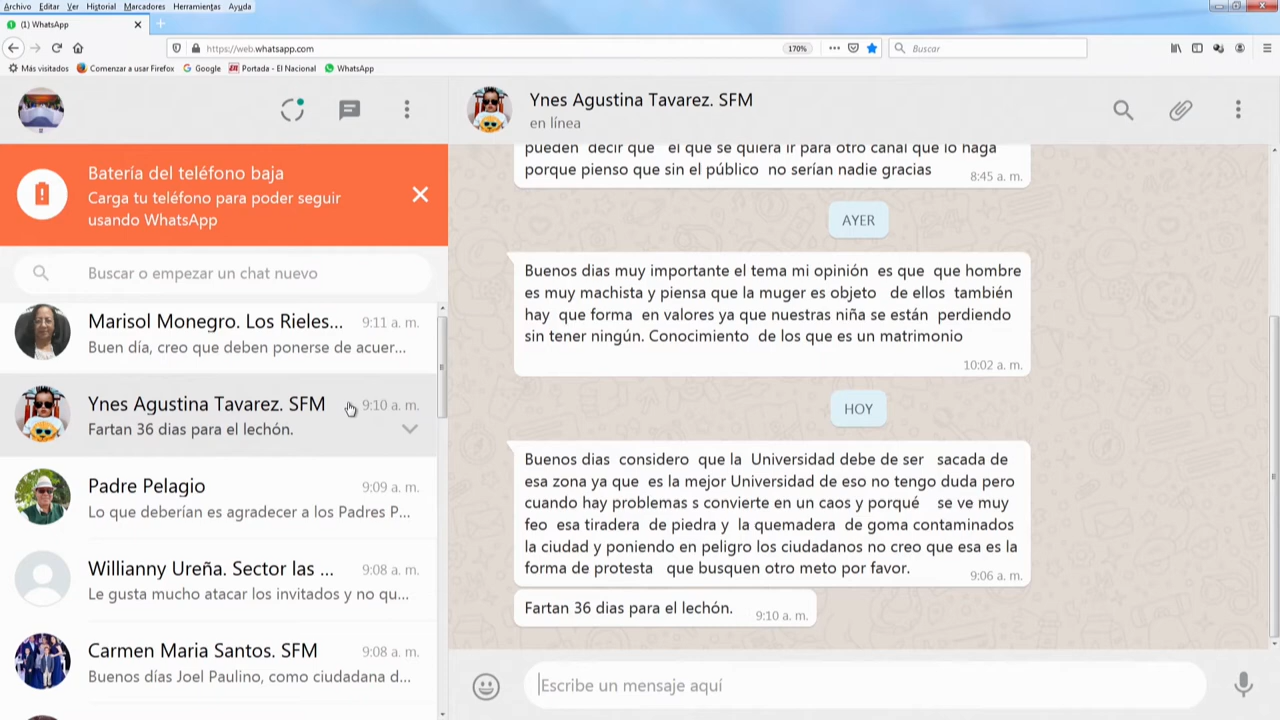 Archivo Editar Ver Historial Marcadores Herramientas Ayuda
(1) WhatsApp
https://web.whatsapp.com
170%
Buscar
Más visitados
Comenzar a usar Firefox
Google
Portada - El Nacional
WhatsApp
Batería del teléfono baja
Carga tu teléfono para poder seguir
usando WhatsApp
Buscar o empezar un chat nuevo
Marisol Monegro. Los Rieles... 9:11 a. m.
Buen día, creo que deben ponerse de acuer...
Ynes Agustina Tavarez. SFM 9:10 a. m.
Fartan 36 dias para el lechón.
Padre Pelagio 9:09 a. m.
Lo que deberían es agradecer a los Padres P...
Willianny Ureña. Sector las ... 9:08 a. m.
Le gusta mucho atacar los invitados y no qu...
Carmen Maria Santos. SFM 9:08 a. m.
Buenos días Joel Paulino, como ciudadana d...
Ynes Agustina Tavarez. SFM
en línea
pueden decir que el que se quiera ir para otro canal que lo haga
porque pienso que sin el público no serían nadie gracias
8:45 a. m.
AYER
Buenos dias muy importante el tema mi opinión es que que hombre
es muy machista y piensa que la muger es objeto de ellos también
hay que forma en valores ya que nuestras niña se están perdiendo
sin tener ningún. Conocimiento de los que es un matrimonio
10:02 a. m.
HOY
Buenos dias considero que la Universidad debe de ser sacada de
esa zona ya que es la mejor Universidad de eso no tengo duda pero
cuando hay problemas s convierte en un caos y porqué se ve muy
feo esa tiradera de piedra y la quemadera de goma contaminados
la ciudad y poniendo en peligro los ciudadanos no creo que esa es la
forma de protesta que busquen otro meto por favor.
9:06 a. m.
Fartan 36 dias para el lechón.
9:10 a. m.
Escribe un mensaje aquí